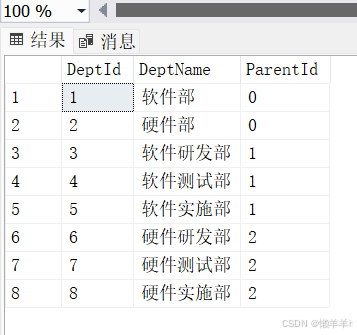 100 %
结果 消息
DeptId DeptName ParentId
1 1 软件部 0
2 2 硬件部 0
3 3 软件研发部 1
4 4 软件测试部 1
5 5 软件实施部 1
6 6 硬件研发部 2
7 7 硬件测试部 2
8 8 硬件实施部 2
CSDN @懒羊羊